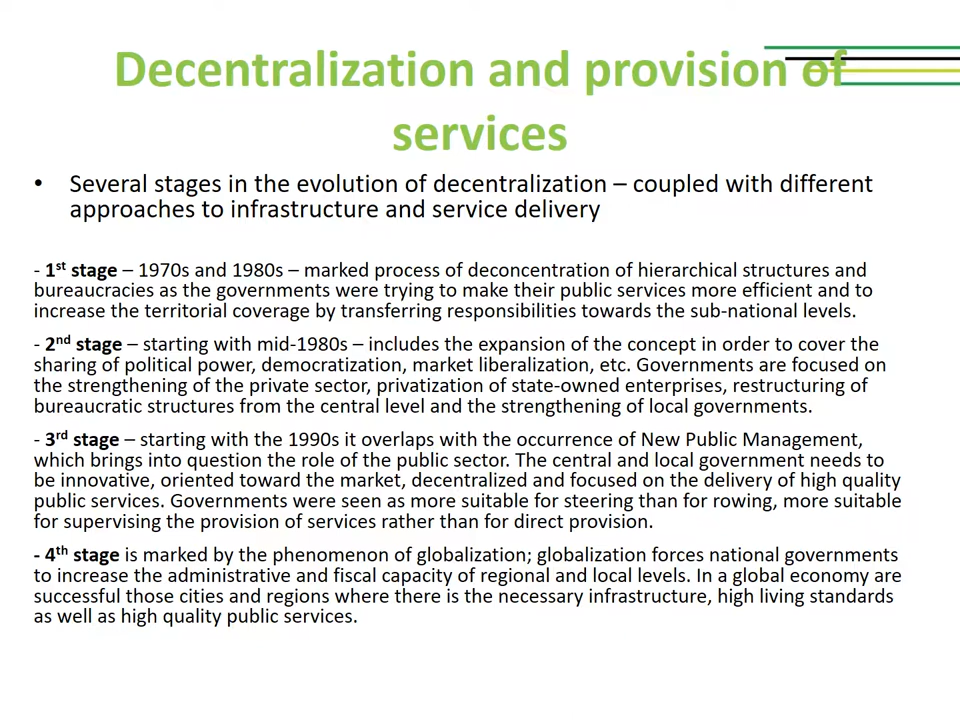 Decentralization and provision of
services
• Several stages in the evolution of decentralization – coupled with different
approaches to infrastructure and service delivery
- 1st stage – 1970s and 1980s – marked process of deconcentration of hierarchical structures and
bureaucracies as the governments were trying to make their public services more efficient and to
increase the territorial coverage by transferring responsibilities towards the sub-national levels.
- 2nd stage – starting with mid-1980s – includes the expansion of the concept in order to cover the
sharing of political power, democratization, market liberalization, etc. Governments are focused on
the strengthening of the private sector, privatization of state-owned enterprises, restructuring of
bureaucratic structures from the central level and the strengthening of local governments.
- 3rd stage – starting with the 1990s it overlaps with the occurrence of New Public Management,
which brings into question the role of the public sector. The central and local government needs to
be innovative, oriented toward the market, decentralized and focused on the delivery of high quality
public services. Governments were seen as more suitable for steering than for rowing, more suitable
for supervising the provision of services rather than for direct provision.
- 4th stage is marked by the phenomenon of globalization; globalization forces national governments
to increase the administrative and fiscal capacity of regional and local levels. In a global economy are
successful those cities and regions where there is the necessary infrastructure, high living standards
as well as high quality public services.